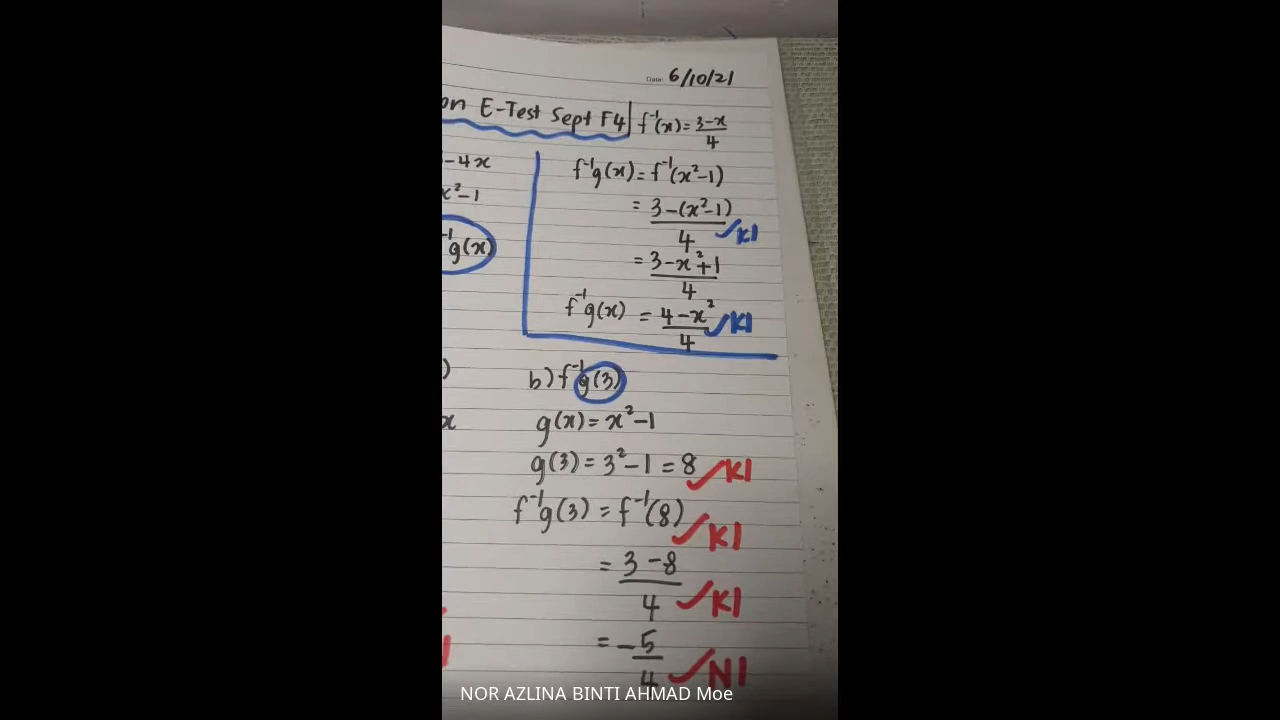 Date: 6/10/21
on E-Test Sept F4 f⁻¹(x) = 3-x / 4
-4x
x²-1
⁻¹g(x)
f⁻¹g(x) = f⁻¹(x²-1)
= 3-(x²-1) / 4 ✓K1
= 3-x²+1 / 4
f⁻¹g(x) = 4-x² / 4 ✓K1
)
x
b) f⁻¹g(3)
g(x) = x²-1
g(3) = 3²-1 = 8 ✓K1
f⁻¹g(3) = f⁻¹(8) ✓K1
= 3-8 / 4 ✓K1
= -5 / 4 ✓N1
NOR AZLINA BINTI AHMAD Moe